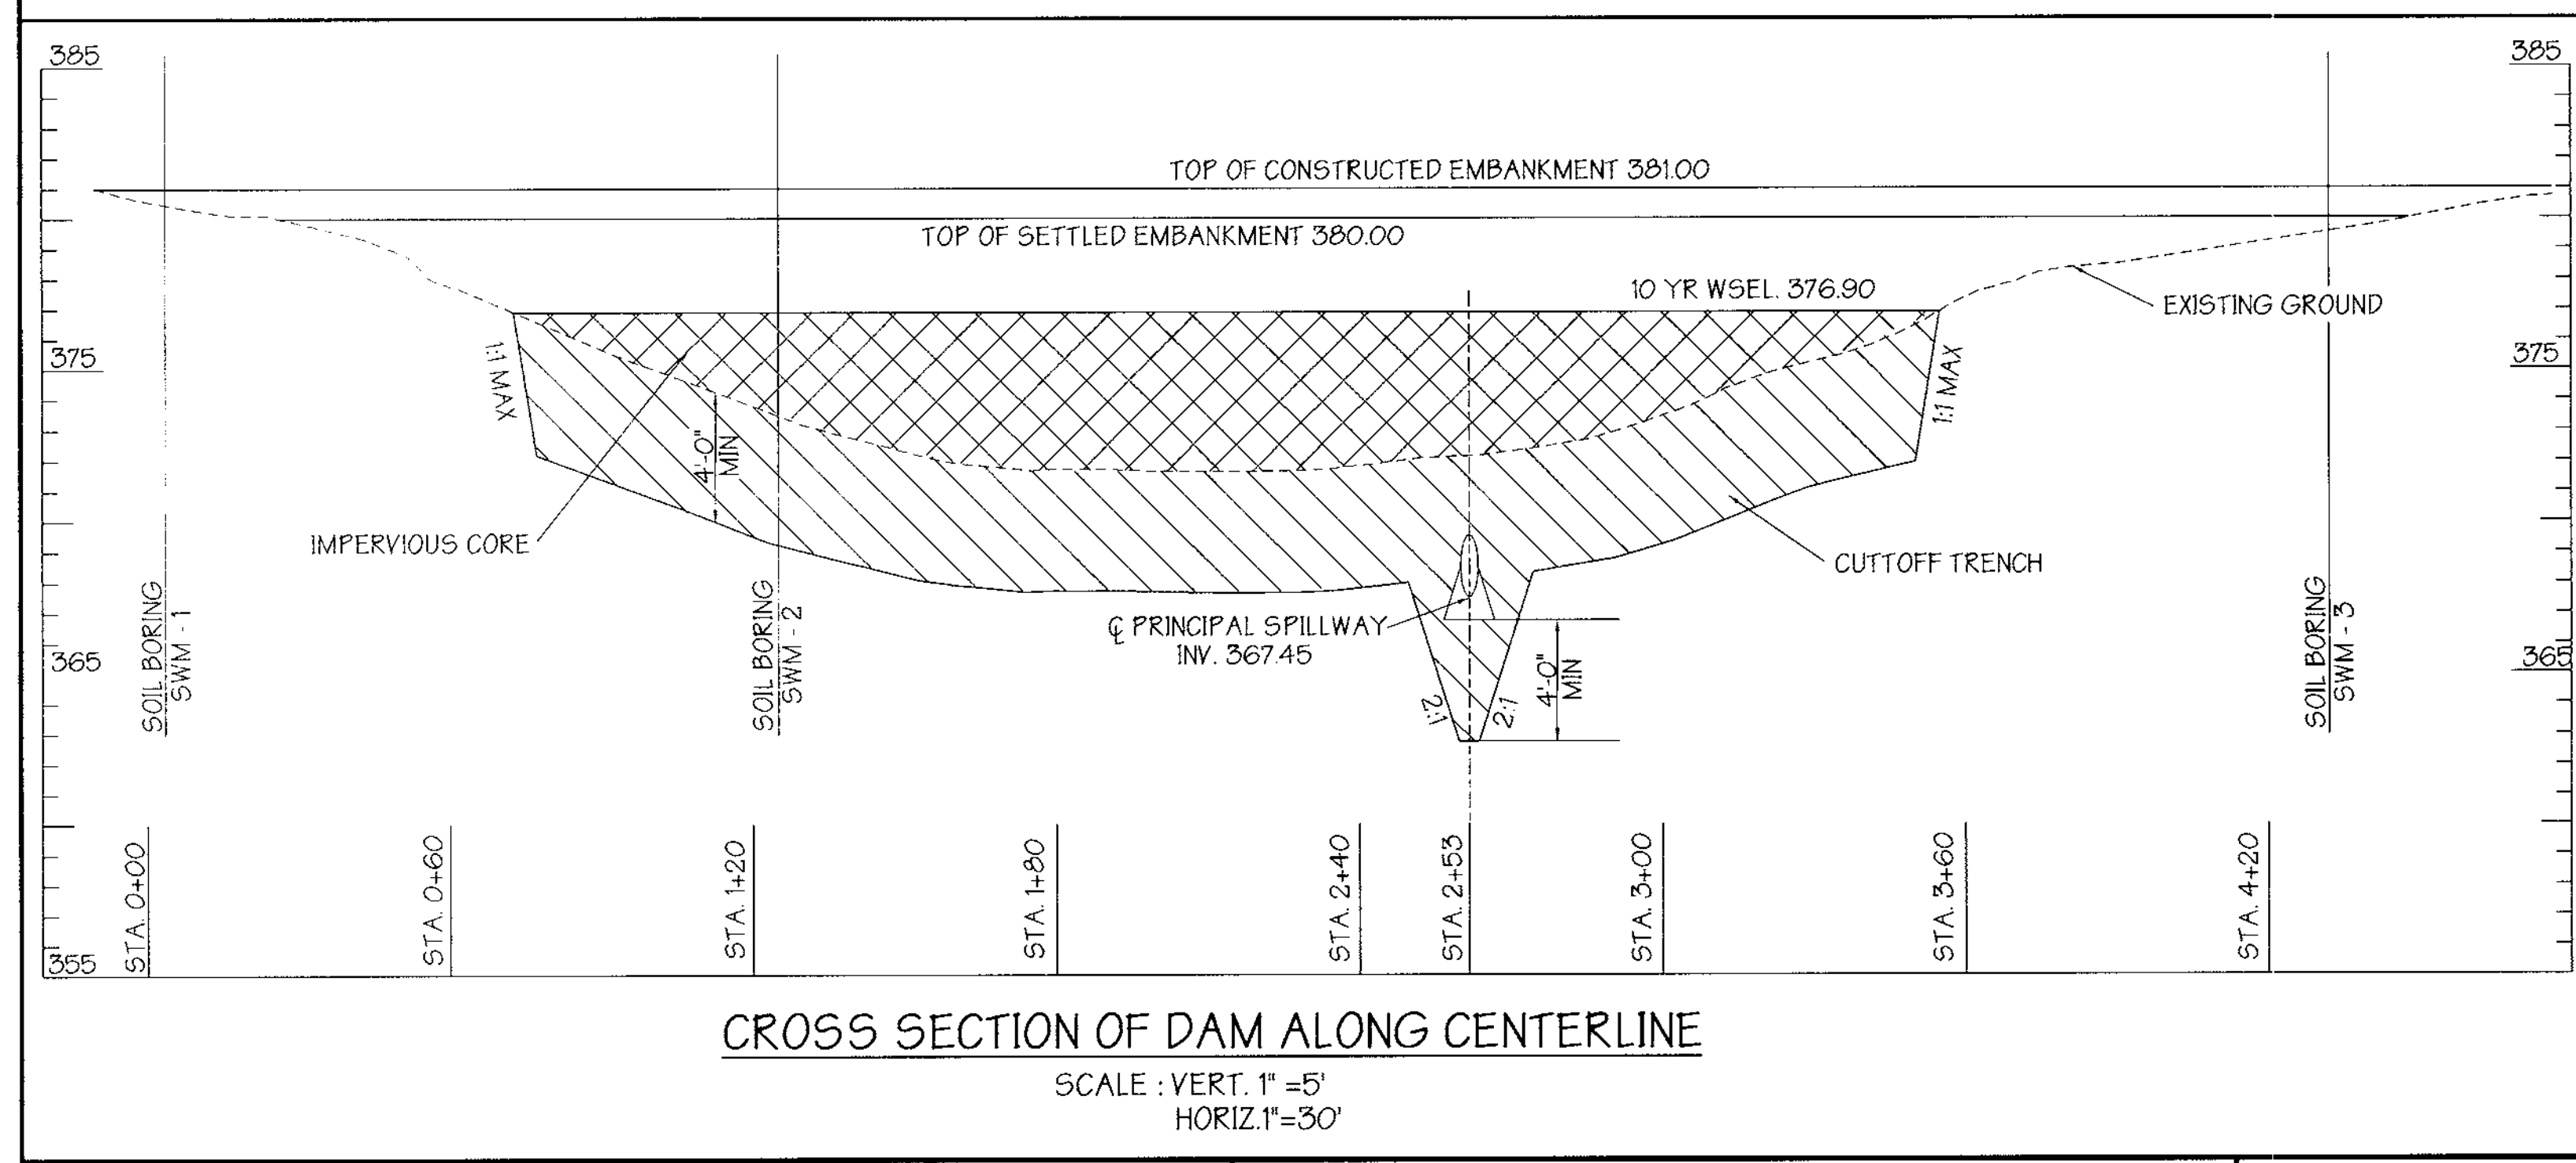 385
385
TOP OF CONSTRUCTED EMBANKMENT 381.00
TOP OF SETTLED EMBANKMENT 380.00
10 YR WSEL. 376.90
EXISTING GROUND
1:1 MAX
1:1 MAX
375
375
4'-0"
MIN
IMPERVIOUS CORE
CUTTOFF TRENCH
SOIL BORING
SWM - 1
SOIL BORING
SWM - 2
SOIL BORING
SWM - 3
℄ PRINCIPAL SPILLWAY
INV. 367.45
365
365
2:1
2:1
4'-0"
MIN
STA. 0+00
STA. 0+60
STA. 1+20
STA. 1+80
STA. 2+40
STA. 2+53
STA. 3+00
STA. 3+60
STA. 4+20
355
CROSS SECTION OF DAM ALONG CENTERLINE
SCALE : VERT. 1" =5'
HORIZ.1"=30'